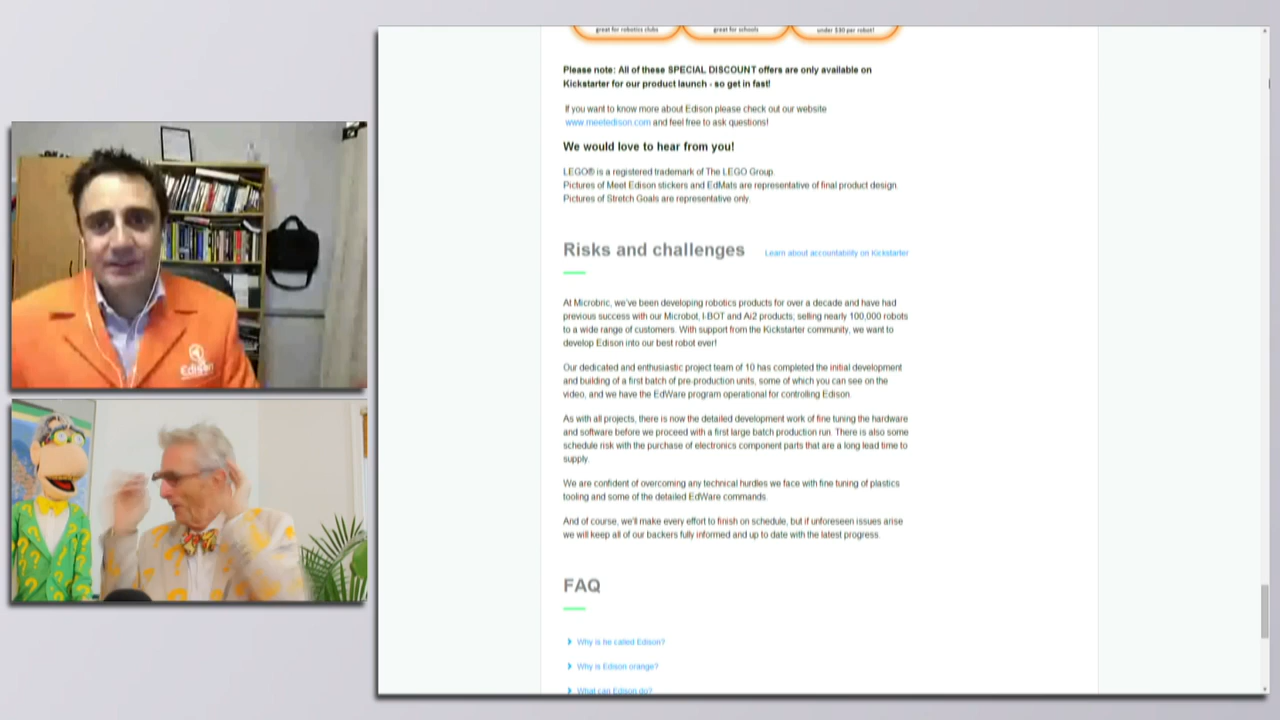 great for robotics clubs
great for schools
under $30 per robot!
Please note: All of these SPECIAL DISCOUNT offers are only available on
Kickstarter for our product launch - so get in fast!
If you want to know more about Edison please check out our website
www.meetedison.com and feel free to ask questions!
We would love to hear from you!
LEGO® is a registered trademark of The LEGO Group.
Pictures of Meet Edison stickers and EdMats are representative of final product design.
Pictures of Stretch Goals are representative only.
Risks and challenges
Learn about accountability on Kickstarter
At Microbric, we've been developing robotics products for over a decade and have had
previous success with our Microbot, I-BOT and Ai2 products; selling nearly 100,000 robots
to a wide range of customers. With support from the Kickstarter community, we want to
develop Edison into our best robot ever!
Our dedicated and enthusiastic project team of 10 has completed the initial development
and building of a first batch of pre-production units, some of which you can see on the
video, and we have the EdWare program operational for controlling Edison.
As with all projects, there is now the detailed development work of fine tuning the hardware
and software before we proceed with a first large batch production run. There is also some
schedule risk with the purchase of electronics component parts that are a long lead time to
supply.
We are confident of overcoming any technical hurdles we face with fine tuning of plastics
tooling and some of the detailed EdWare commands.
And of course, we'll make every effort to finish on schedule, but if unforeseen issues arise
we will keep all of our backers fully informed and up to date with the latest progress.
FAQ
Why is he called Edison?
Why is Edison orange?
What can Edison do?
Edison